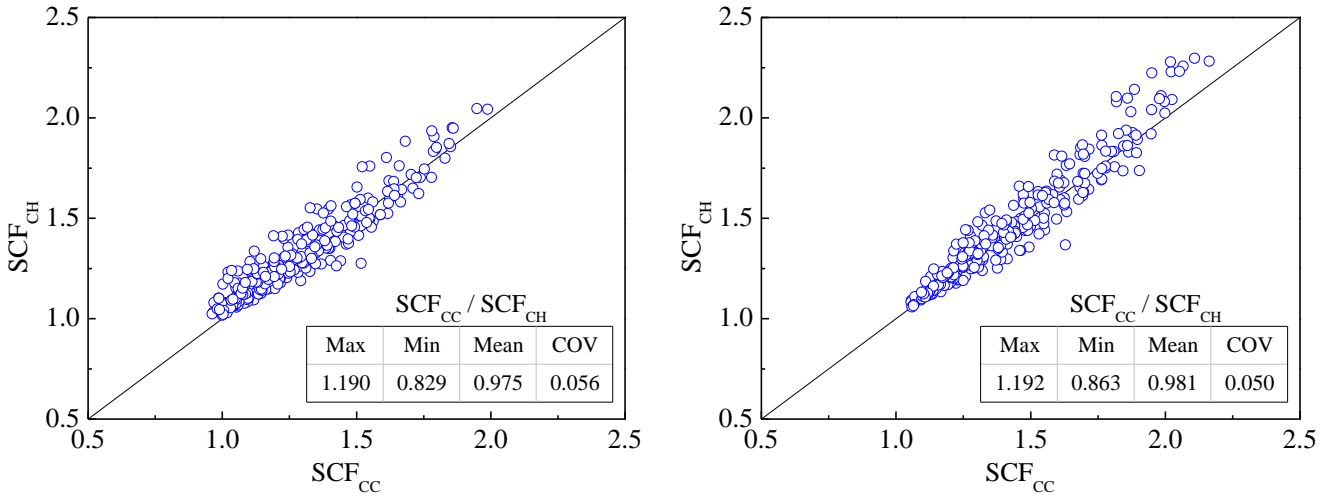 2.5
2.0
1.5
1.0
0.5
SCF_CH
SCF_CC / SCF_CH
Max Min Mean COV
1.190 0.829 0.975 0.056
0.5 1.0 1.5 2.0 2.5
SCF_CC
2.5
2.0
1.5
1.0
0.5
SCF_CH
SCF_CC / SCF_CH
Max Min Mean COV
1.192 0.863 0.981 0.050
0.5 1.0 1.5 2.0 2.5
SCF_CC